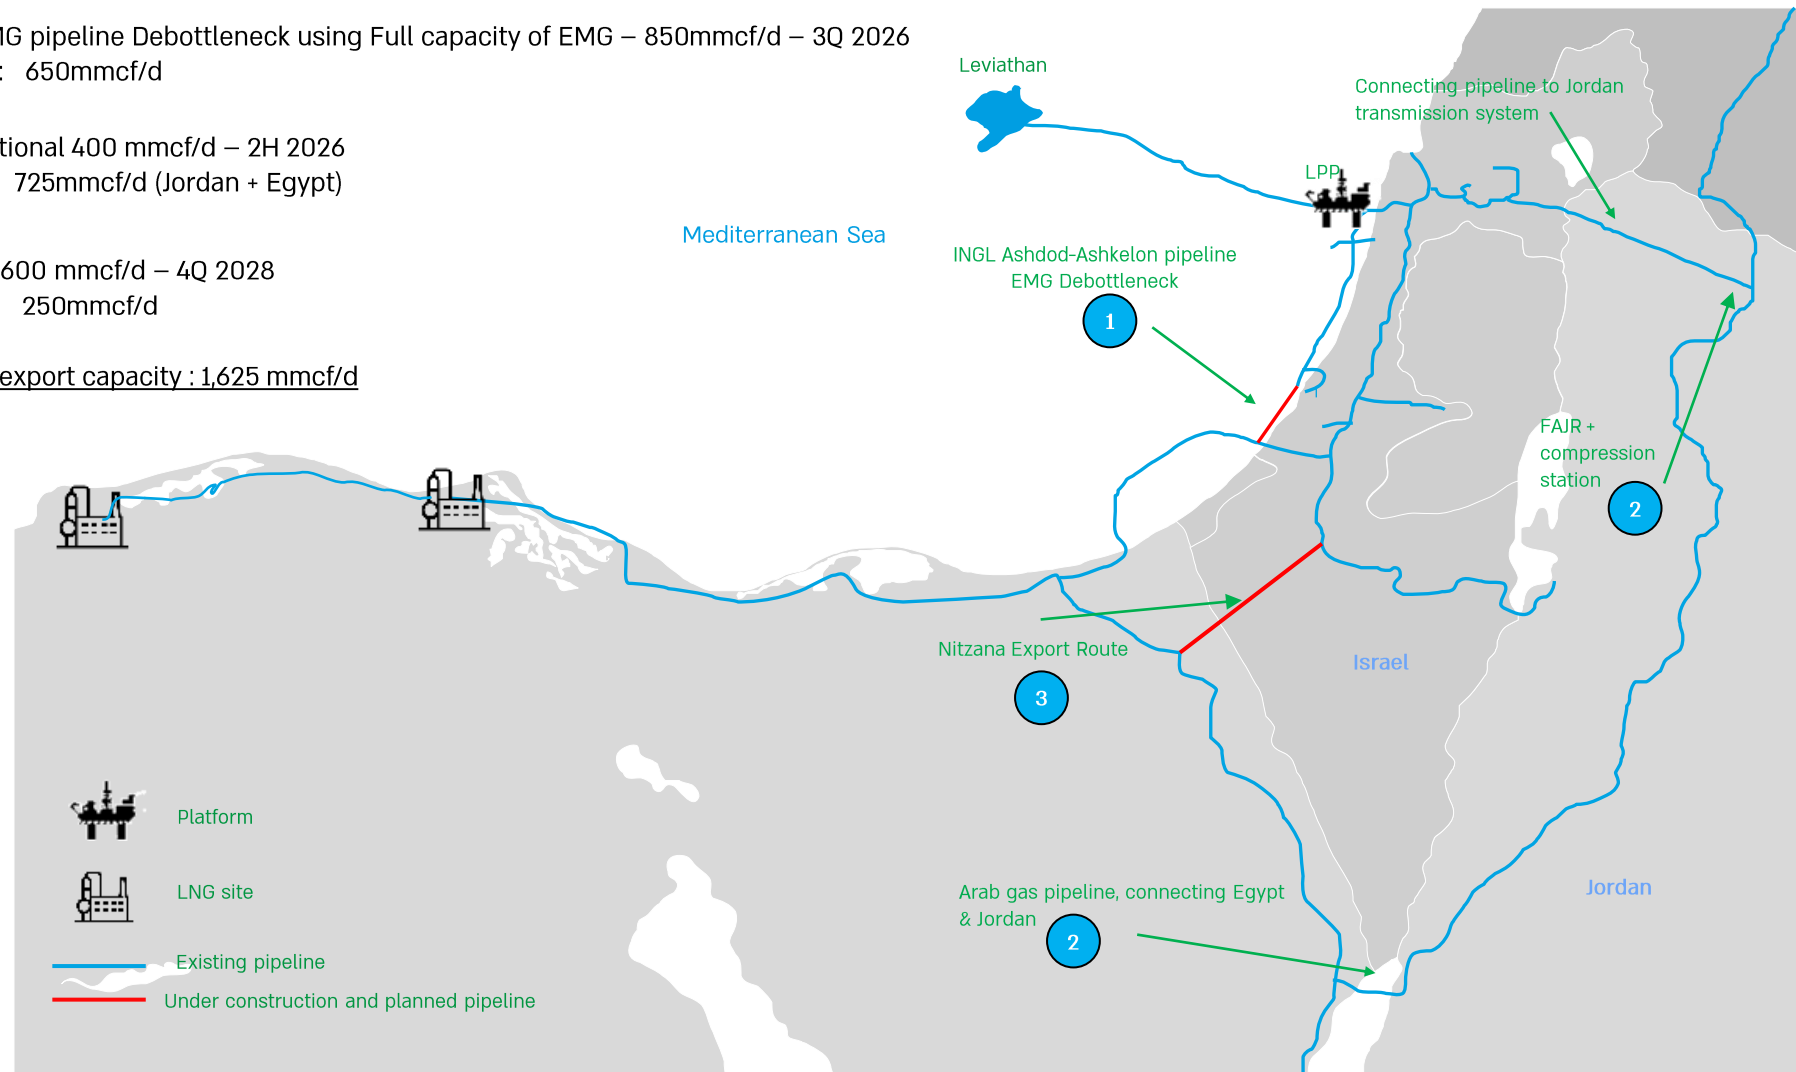 MG pipeline Debottleneck using Full capacity of EMG – 850mmcf/d – 3Q 2026
: 650mmcf/d
tional 400 mmcf/d – 2H 2026
725mmcf/d (Jordan + Egypt)
600 mmcf/d – 4Q 2028
250mmcf/d
export capacity : 1,625 mmcf/d
Leviathan
Connecting pipeline to Jordan
transmission system
LPP
Mediterranean Sea
INGL Ashdod-Ashkelon pipeline
EMG Debottleneck
1
FAJR +
compression
station
2
Nitzana Export Route
3
Israel
Jordan
Arab gas pipeline, connecting Egypt
& Jordan
2
Platform
LNG site
Existing pipeline
Under construction and planned pipeline